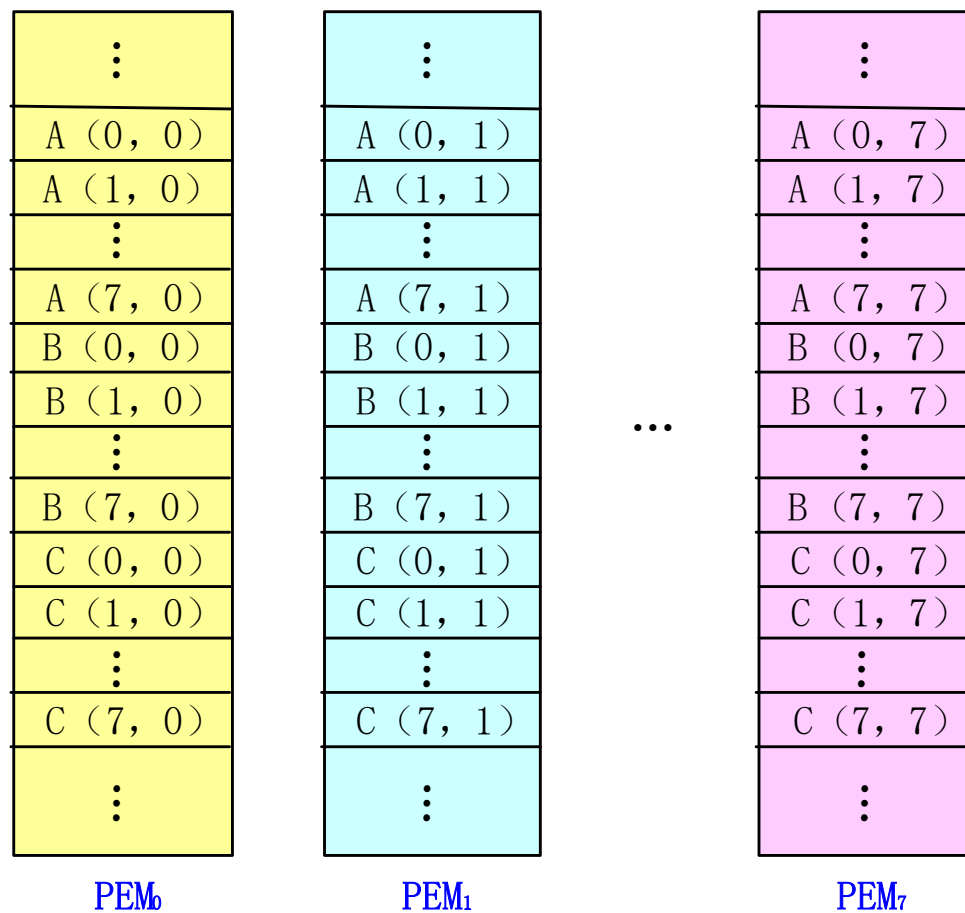 ⋮ ⋮ ⋮
A (0, 0) A (0, 1) A (0, 7)
A (1, 0) A (1, 1) A (1, 7)
⋮ ⋮ ⋮
A (7, 0) A (7, 1) A (7, 7)
B (0, 0) B (0, 1) B (0, 7)
B (1, 0) B (1, 1) B (1, 7)
⋮ ⋮ … ⋮
B (7, 0) B (7, 1) B (7, 7)
C (0, 0) C (0, 1) C (0, 7)
C (1, 0) C (1, 1) C (1, 7)
⋮ ⋮ ⋮
C (7, 0) C (7, 1) C (7, 7)
⋮ ⋮ ⋮
PEM₀ PEM₁ PEM₇